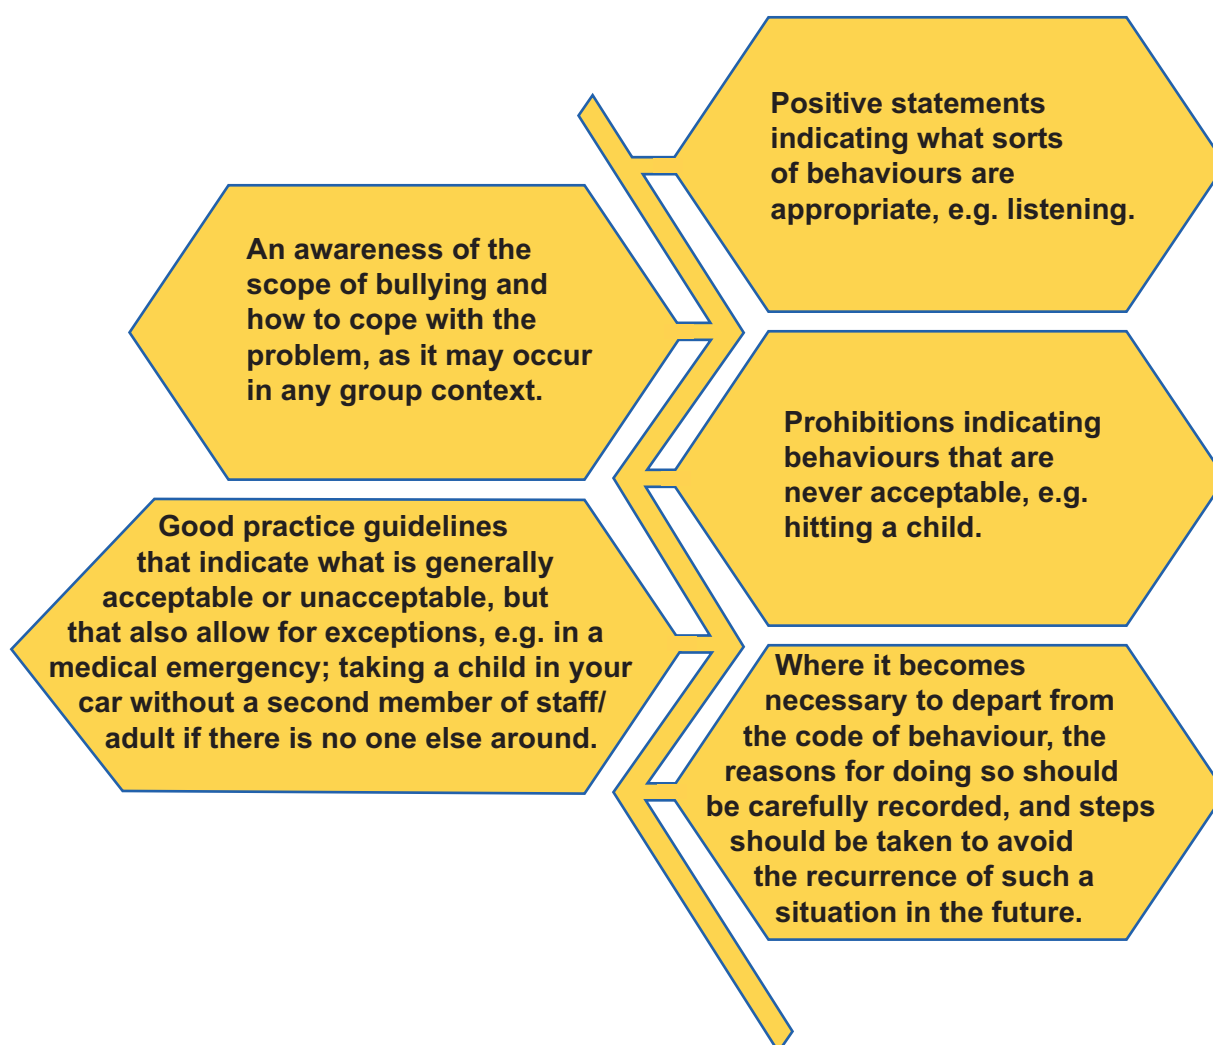 Positive statements
indicating what sorts
of behaviours are
appropriate, e.g. listening.
An awareness of the
scope of bullying and
how to cope with the
problem, as it may occur
in any group context.
Prohibitions indicating
behaviours that are
never acceptable, e.g.
hitting a child.
Good practice guidelines
that indicate what is generally
acceptable or unacceptable, but
that also allow for exceptions, e.g. in a
medical emergency; taking a child in your
car without a second member of staff/
adult if there is no one else around.
Where it becomes
necessary to depart from
the code of behaviour, the
reasons for doing so should
be carefully recorded, and steps
should be taken to avoid
the recurrence of such a
situation in the future.